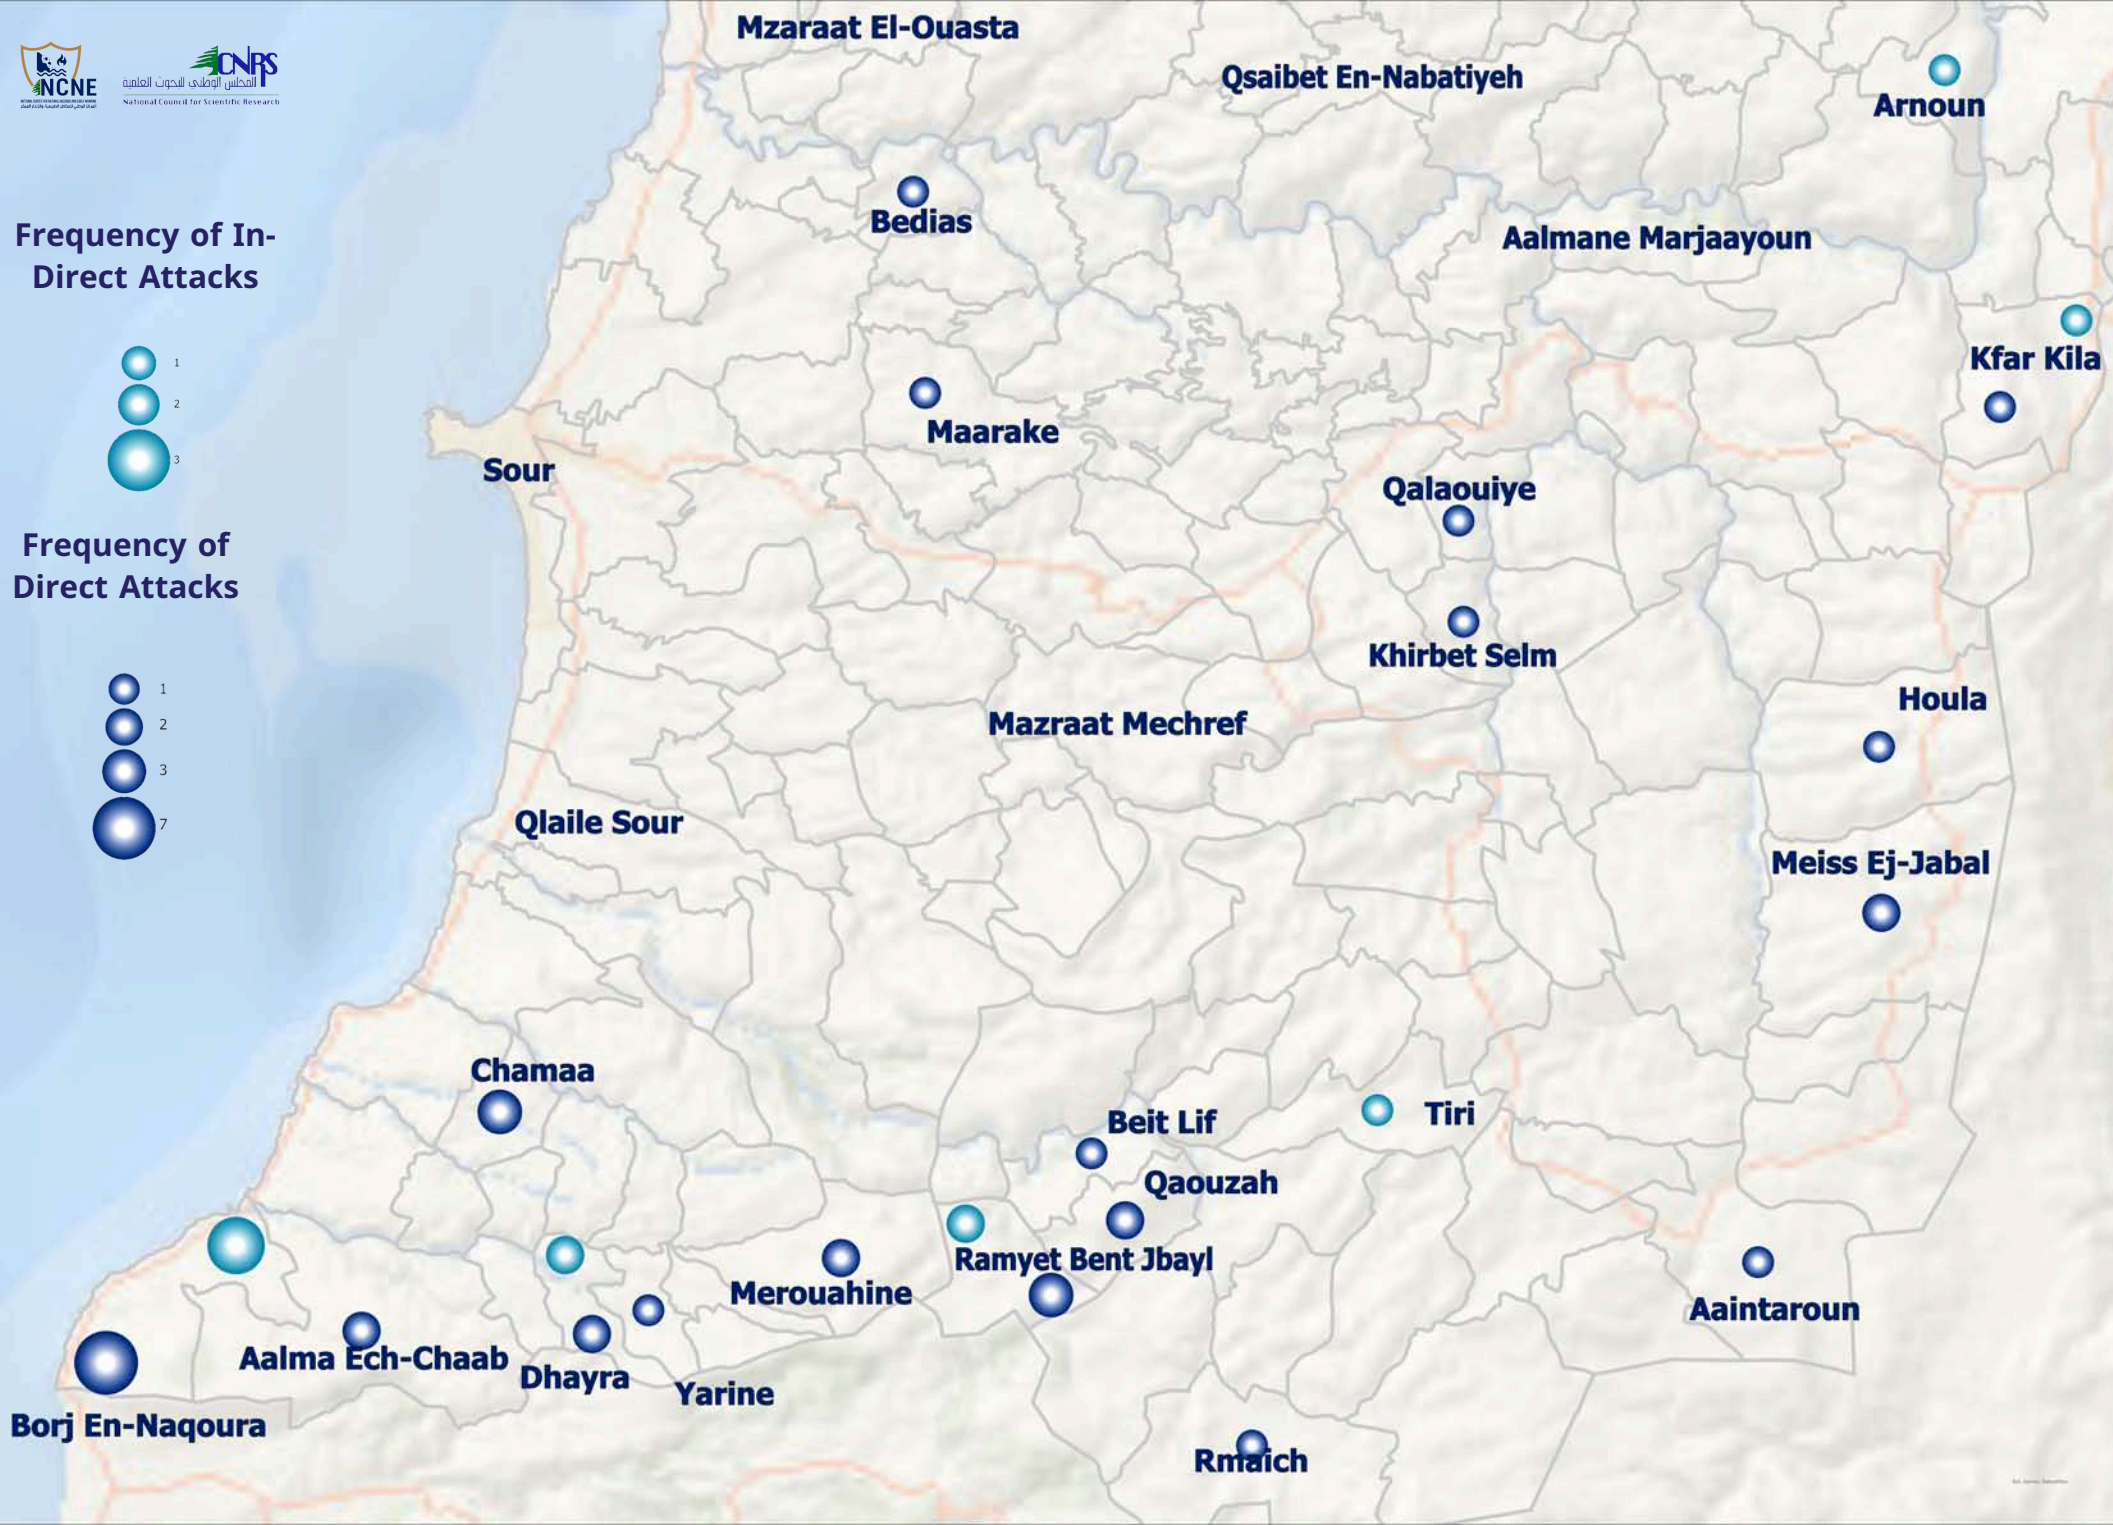 NCNE
CNRS
المجلس الوطني للبحوث العلمية
National Council for Scientific Research
Frequency of In-
Direct Attacks
1
2
3
Frequency of
Direct Attacks
1
2
3
7
Mzaraat El-Ouasta
Qsaibet En-Nabatiyeh
Arnoun
Bedias
Aalmane Marjaayoun
Kfar Kila
Maarake
Sour
Qalaouiye
Khirbet Selm
Houla
Mazraat Mechref
Qlaile Sour
Meiss Ej-Jabal
Chamaa
Beit Lif
Tiri
Qaouzah
Ramyet Bent Jbayl
Merouahine
Aaintaroun
Aalma Ech-Chaab
Dhayra
Yarine
Borj En-Naqoura
Rmaich